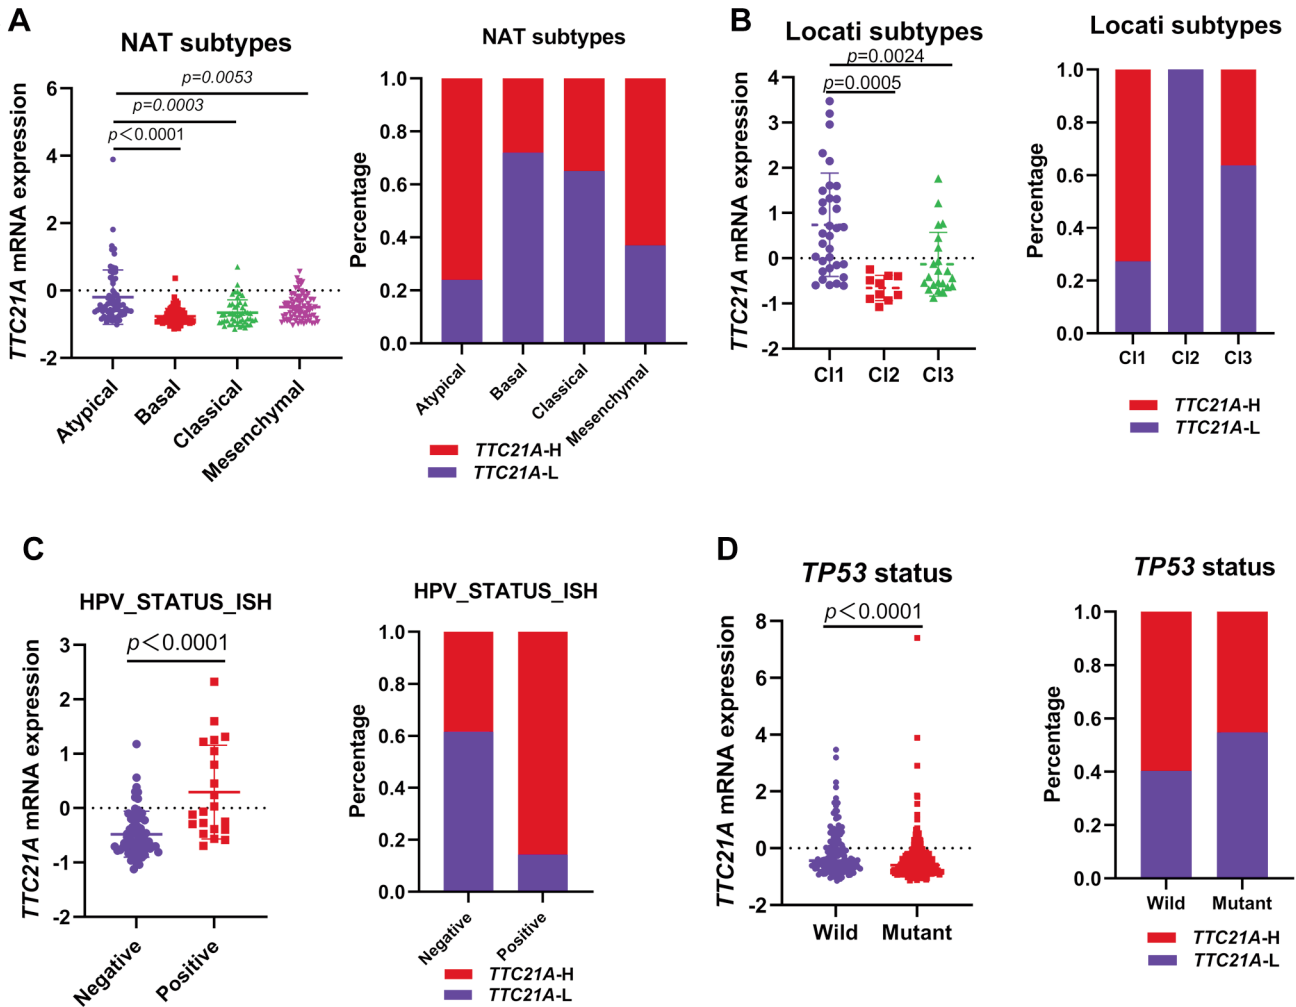 A
NAT subtypes
TTC21A mRNA expression
6
4
2
0
-2
p=0.0053
p=0.0003
p<0.0001
Atypical
Basal
Classical
Mesenchymal
NAT subtypes
Percentage
1.0
0.8
0.6
0.4
0.2
0.0
Atypical
Basal
Classical
Mesenchymal
TTC21A-H
TTC21A-L
B
Locati subtypes
TTC21A mRNA expression
4
3
2
1
0
-1
-2
p=0.0024
p=0.0005
Cl1
Cl2
Cl3
Locati subtypes
Percentage
1.0
0.8
0.6
0.4
0.2
0.0
Cl1
Cl2
Cl3
TTC21A-H
TTC21A-L
C
HPV_STATUS_ISH
TTC21A mRNA expression
3
2
1
0
-1
-2
p<0.0001
Negative
Positive
HPV_STATUS_ISH
Percentage
1.0
0.8
0.6
0.4
0.2
0.0
Negative
Positive
TTC21A-H
TTC21A-L
D
TP53 status
TTC21A mRNA expression
8
6
4
2
0
-2
p<0.0001
Wild
Mutant
TP53 status
Percentage
1.0
0.8
0.6
0.4
0.2
0.0
Wild
Mutant
TTC21A-H
TTC21A-L